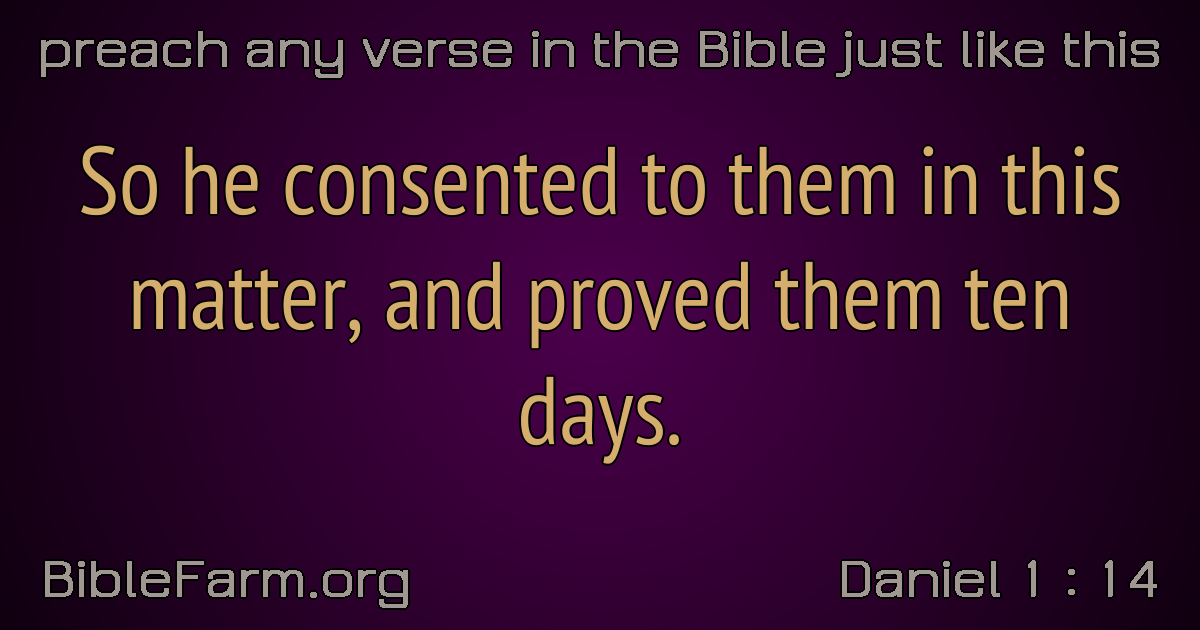 preach any verse in the Bible just like this
So he consented to them in this
matter, and proved them ten
days.
BibleFarm.org
Daniel 1 : 14